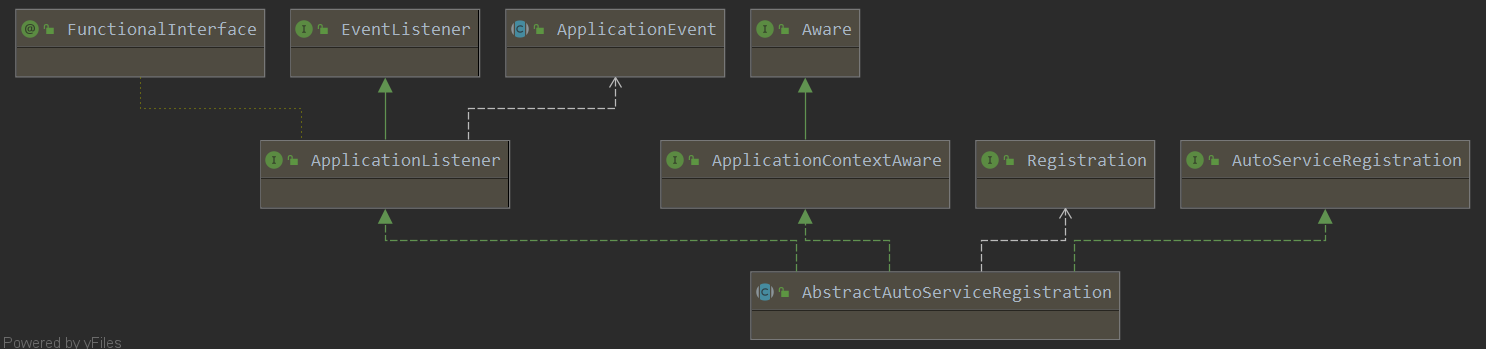 FunctionalInterface
EventListener
ApplicationEvent
Aware
ApplicationListener
ApplicationContextAware
Registration
AutoServiceRegistration
AbstractAutoServiceRegistration
Powered by yFiles